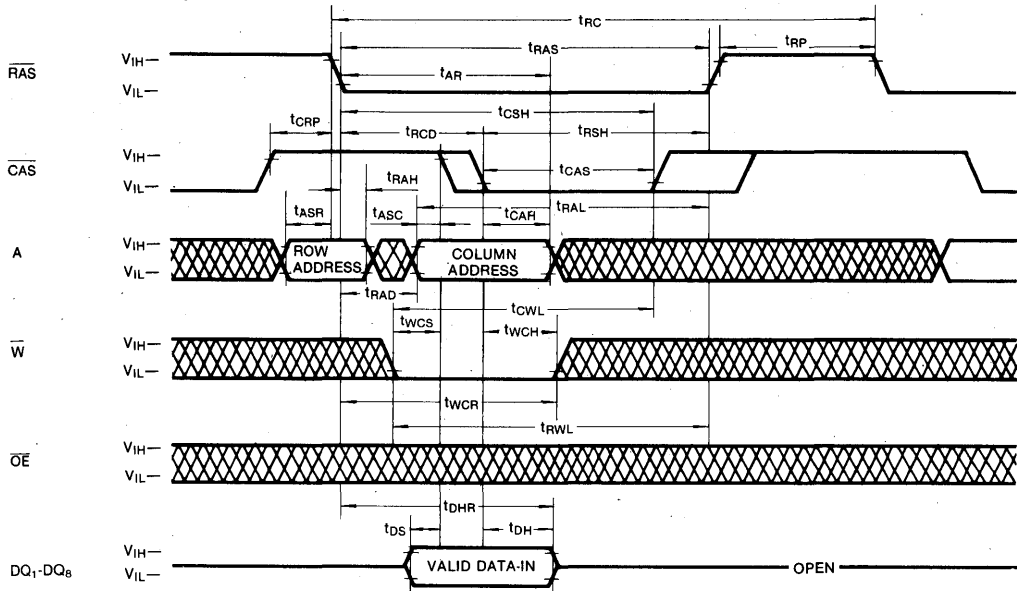 tRC
tRAS
tRP
RAS
VIH—
VIL—
tAR
tCSH
tCRP
tRCD
tRSH
CAS
VIH—
VIL—
tCAS
tRAH
tRAL
tASR
tASC
tCAH
A
VIH—
VIL—
ROW
ADDRESS
COLUMN
ADDRESS
tRAD
tCWL
tWCS
tWCH
W
VIH—
VIL—
tWCR
tRWL
OE
VIH—
VIL—
tDHR
tDS
tDH
DQ1-DQ8
VIH—
VIL—
VALID DATA-IN
OPEN